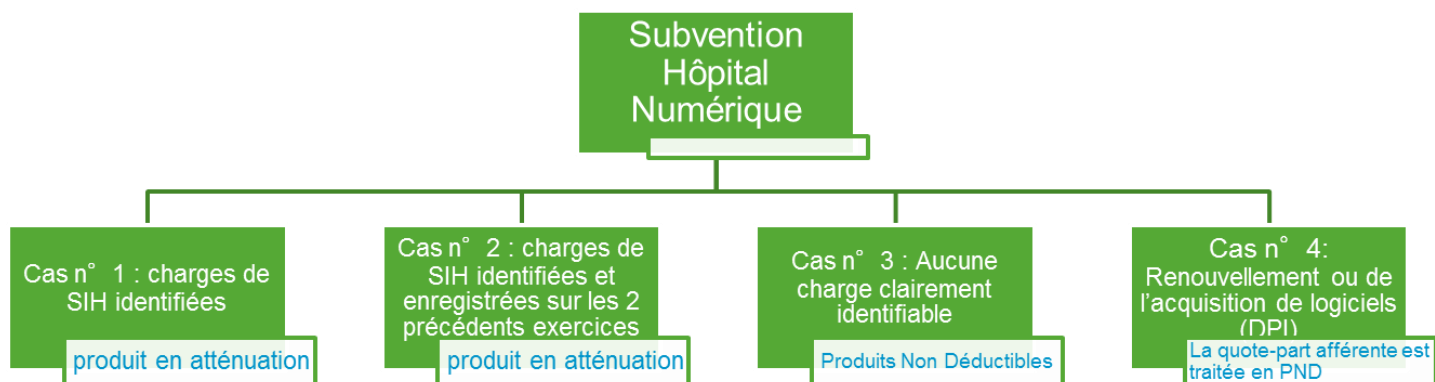 Subvention
Hôpital
Numérique
Cas n° 1 : charges de
SIH identifiées
produit en atténuation
Cas n° 2 : charges de
SIH identifiées et
enregistrées sur les 2
précédents exercices
produit en atténuation
Cas n° 3 : Aucune
charge clairement
identifiable
Produits Non Déductibles
Cas n° 4:
Renouvellement ou de
l’acquisition de logiciels
(DPI)
La quote-part afférente est
traitée en PND